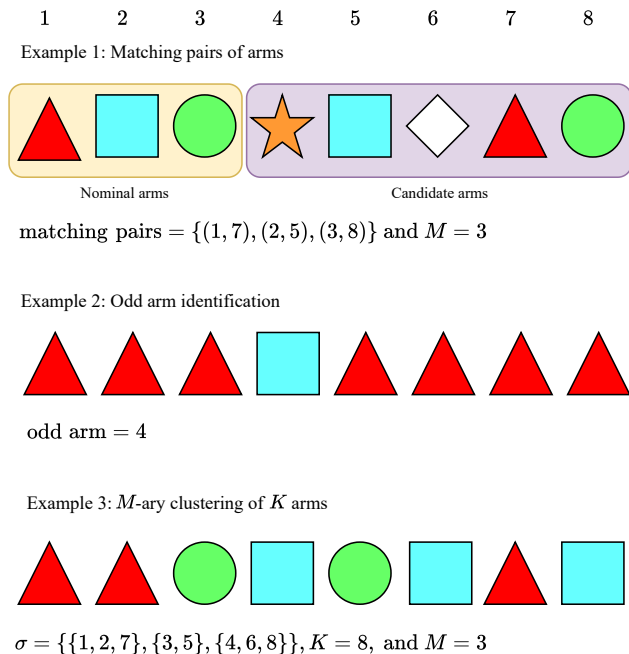 1 2 3 4 5 6 7 8
Example 1: Matching pairs of arms
Nominal arms Candidate arms
matching pairs = {(1, 7), (2, 5), (3, 8)} and M = 3
Example 2: Odd arm identification
odd arm = 4
Example 3: M-ary clustering of K arms
σ = {{1, 2, 7}, {3, 5}, {4, 6, 8}}, K = 8, and M = 3